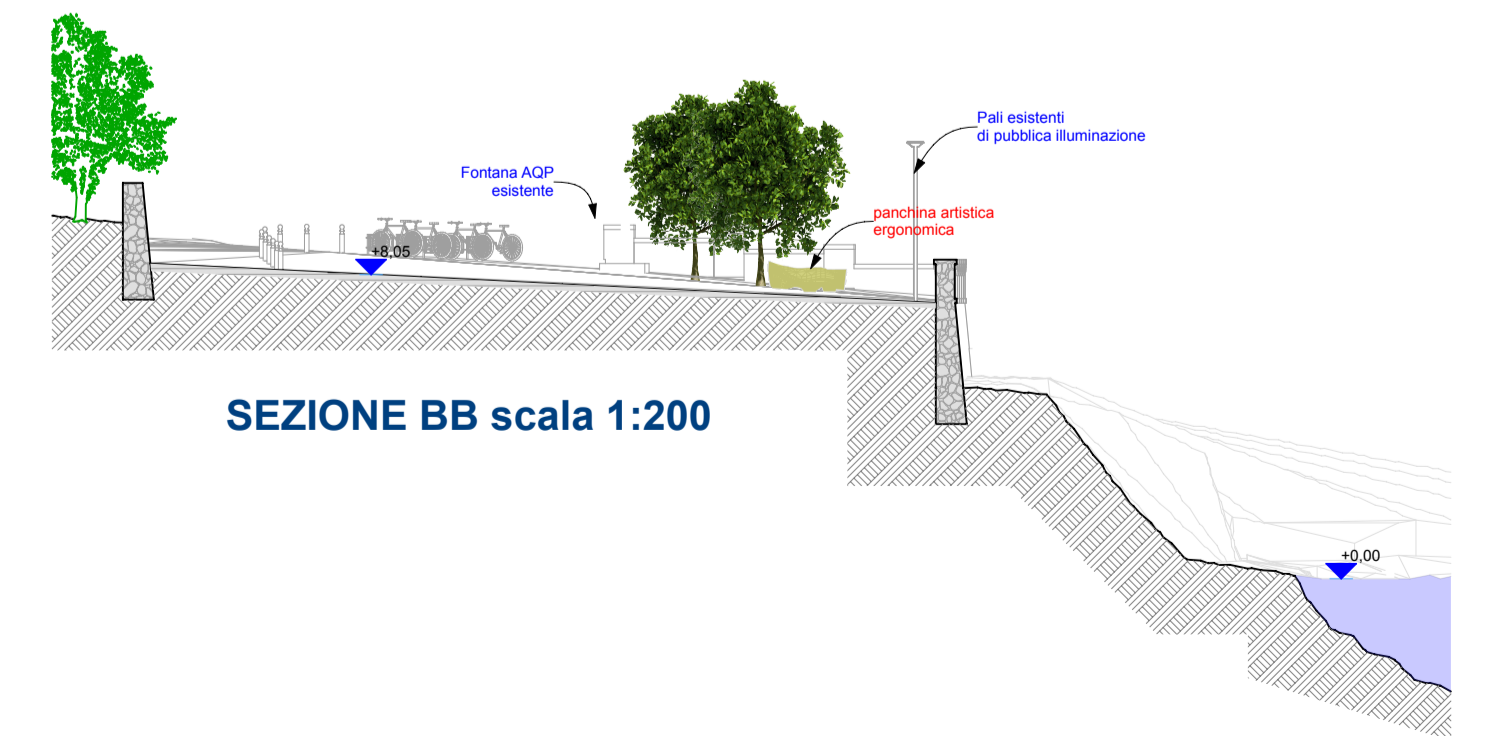 Pali esistenti
di pubblica illuminazione
Fontana AQP
esistente
panchina artistica
ergonomica
+8,05
SEZIONE BB scala 1:200
+0,00